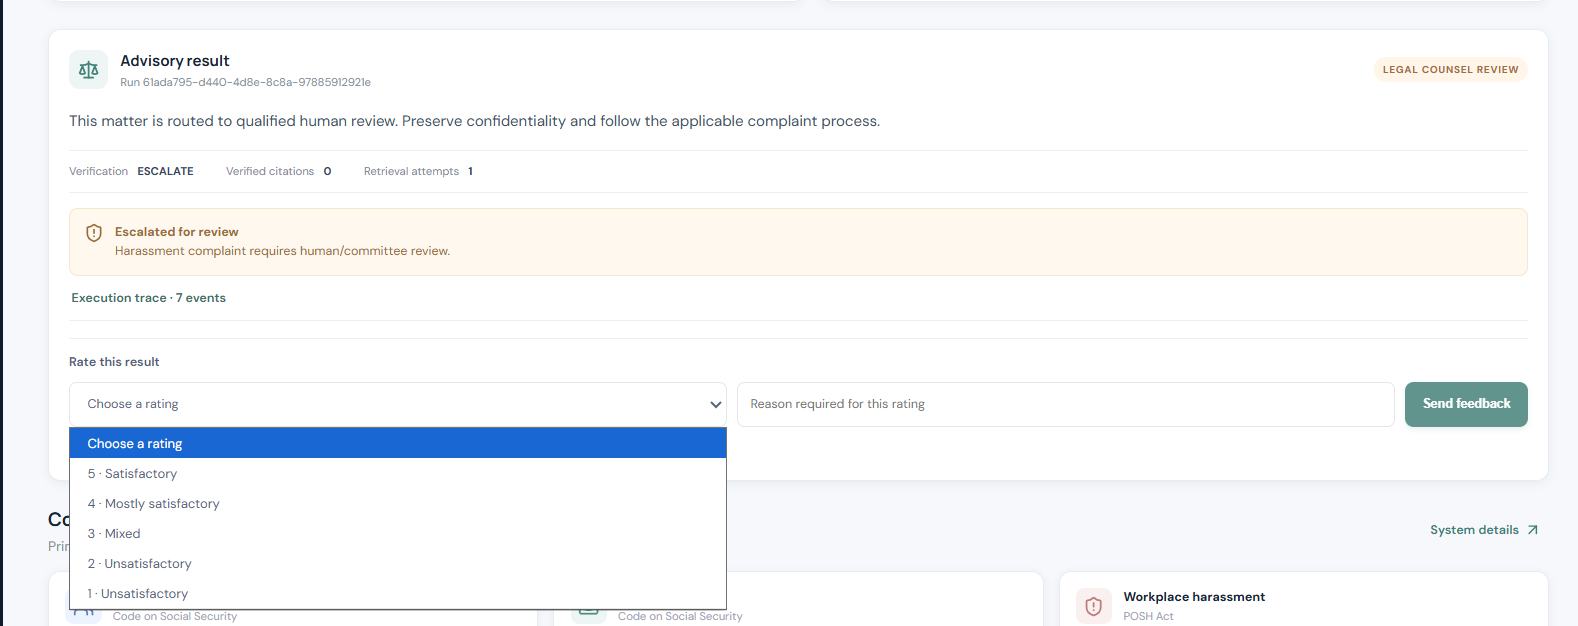 Advisory result
Run 61ada795-d440-4d8e-8c8a-97885912921e
LEGAL COUNSEL REVIEW
This matter is routed to qualified human review. Preserve confidentiality and follow the applicable complaint process.
Verification ESCALATE Verified citations 0 Retrieval attempts 1
Escalated for review
Harassment complaint requires human/committee review.
Execution trace · 7 events
Rate this result
Choose a rating
Reason required for this rating
Send feedback
Choose a rating
5 · Satisfactory
4 · Mostly satisfactory
3 · Mixed
2 · Unsatisfactory
1 · Unsatisfactory
System details
Code on Social Security
Code on Social Security
Workplace harassment
POSH Act